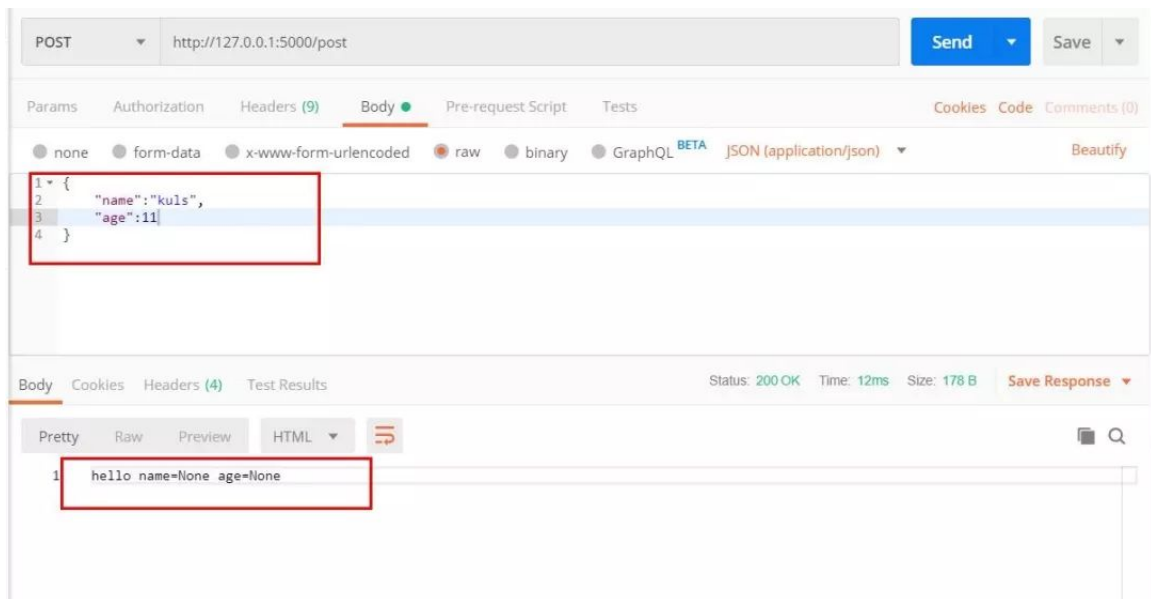 POST http://127.0.0.1:5000/post Send Save
Params Authorization Headers (9) Body Pre-request Script Tests Cookies Code Comments (0)
none form-data x-www-form-urlencoded raw binary GraphQL BETA JSON (application/json) Beautify
1 {
2 "name":"kuls",
3 "age":11
4 }
Body Cookies Headers (4) Test Results Status: 200 OK Time: 12ms Size: 178 B Save Response
Pretty Raw Preview HTML
1 hello name=None age=None